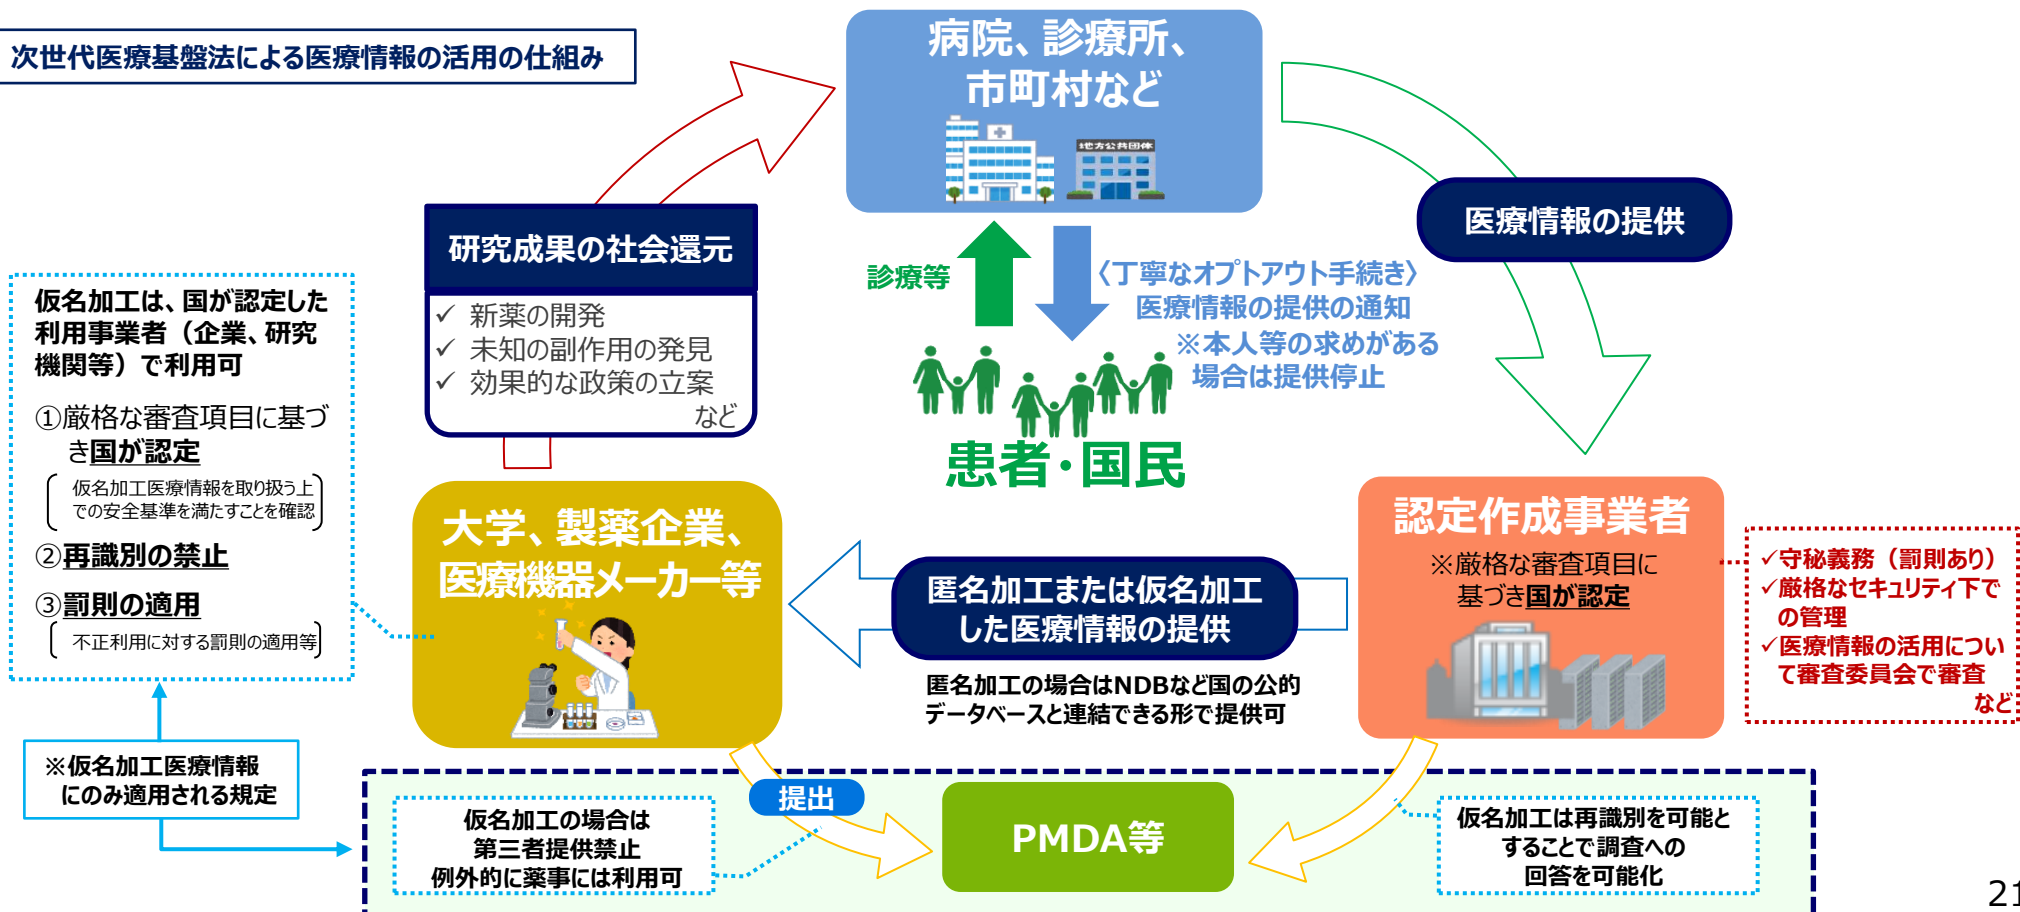 次世代医療基盤法による医療情報の活用の仕組み
病院、診療所、
市町村など
地方公共団体
医療情報の提供
研究成果の社会還元
✓ 新薬の開発
✓ 未知の副作用の発見
✓ 効果的な政策の立案
など
診療等
〈丁寧なオプトアウト手続き〉
医療情報の提供の通知
※本人等の求めがある
場合は提供停止
患者・国民
仮名加工は、国が認定した
利用事業者（企業、研究
機関等）で利用可
①厳格な審査項目に基づ
き国が認定
仮名加工医療情報を取り扱う上
での安全基準を満たすことを確認
②再識別の禁止
③罰則の適用
不正利用に対する罰則の適用等
大学、製薬企業、
医療機器メーカー等
匿名加工または仮名加工
した医療情報の提供
匿名加工の場合はNDBなど国の公的
データベースと連結できる形で提供可
認定作成事業者
※厳格な審査項目に
基づき国が認定
✓守秘義務（罰則あり）
✓厳格なセキュリティ下で
の管理
✓医療情報の活用につい
て審査委員会で審査
など
※仮名加工医療情報
にのみ適用される規定
仮名加工の場合は
第三者提供禁止
例外的に薬事には利用可
提出
PMDA等
仮名加工は再識別を可能と
することで調査への
回答を可能化
21